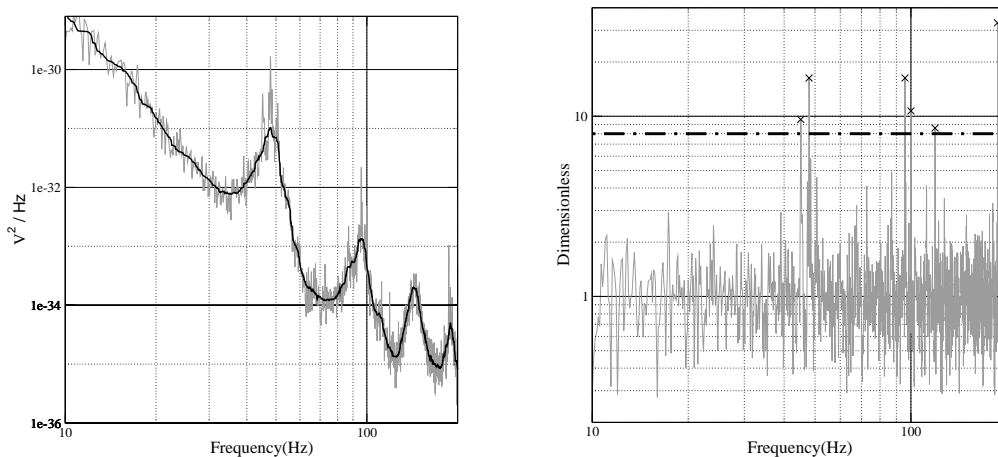 1e-30
1e-32
1e-34
1e-36
V2 / Hz
10
100
Frequency(Hz)
10
1
Dimensionless
10
100
Frequency(Hz)